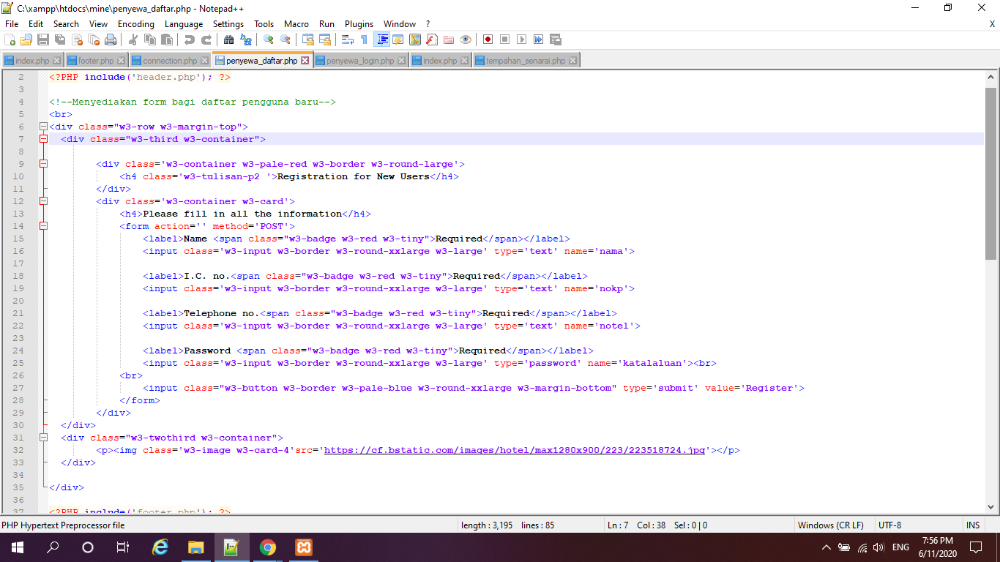 C:\xampp\htdocs\mine\penyewa_daftar.php - Notepad++
File Edit Search View Encoding Language Settings Tools Macro Run Plugins Window ? X
index.php footer.php connection.php penyewa_daftar.php penyewa_login.php index.php tempahan_senarai.php
2 <?PHP include('header.php'); ?>
3
4 <!--Menyediakan form bagi daftar pengguna baru-->
5 <br>
6 <div class="w3-row w3-margin-top">
7 <div class="w3-third w3-container">
8
9 <div class='w3-container w3-pale-red w3-border w3-round-large'>
10 <h4 class='w3-tulisan-p2 '>Registration for New Users</h4>
11 </div>
12 <div class='w3-container w3-card'>
13 <h4>Please fill in all the information</h4>
14 <form action='' method='POST'>
15 <label>Name <span class="w3-badge w3-red w3-tiny">Required</span></label>
16 <input class='w3-input w3-border w3-round-xxlarge w3-large' type='text' name='nama'>
17
18 <label>I.C. no.<span class="w3-badge w3-red w3-tiny">Required</span></label>
19 <input class='w3-input w3-border w3-round-xxlarge w3-large' type='text' name='nokp'>
20
21 <label>Telephone no.<span class="w3-badge w3-red w3-tiny">Required</span></label>
22 <input class='w3-input w3-border w3-round-xxlarge w3-large' type='text' name='notel'>
23
24 <label>Password <span class="w3-badge w3-red w3-tiny">Required</span></label>
25 <input class='w3-input w3-border w3-round-xxlarge w3-large' type='password' name='katalaluan'><br>
26 <br>
27 <input class="w3-button w3-border w3-pale-blue w3-round-xxlarge w3-margin-bottom" type='submit' value='Register'>
28 </form>
29 </div>
30 </div>
31 <div class="w3-twothird w3-container">
32 <p><img class='w3-image w3-card-4'src='https://cf.bstatic.com/images/hotel/max1280x900/223/223518724.jpg'></p>
33 </div>
34
35 </div>
36
37 <?PHP include('footer.php'); ?>
PHP Hypertext Preprocessor file length : 3,195 lines : 85 Ln : 7 Col : 38 Sel : 0 | 0 Windows (CR LF) UTF-8 INS
ENG
7:56 PM
6/11/2020